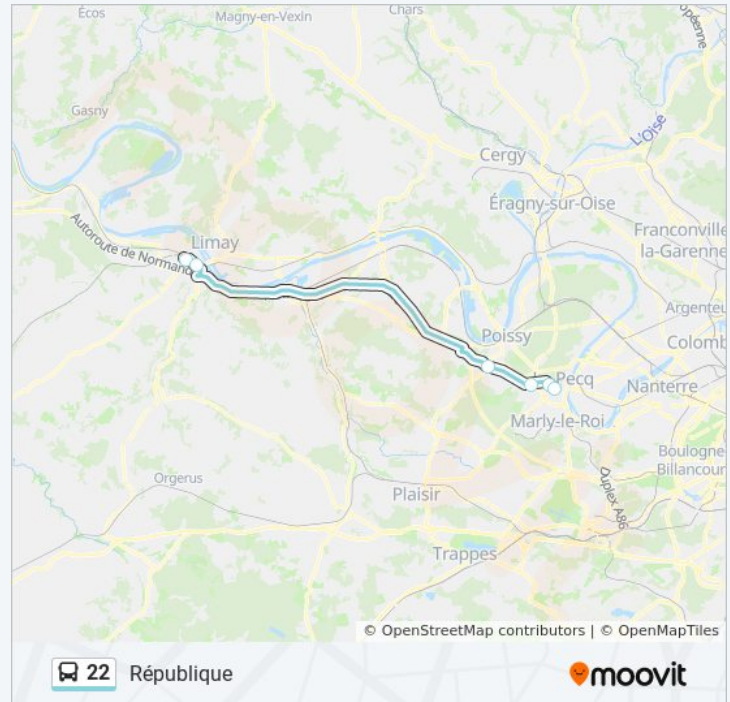 Écos
Magny-en-Vexin
Chars
Gasny
L'Oise
Cergy
Éragny-sur-Oise
Limay
Franconville
la-Garenne
Autoroute de Normand
Argenteu
Poissy
Colomb
Pecq
Nanterre
Marly-le-Roi
Boulogne
Billancour
Orgerus
Duplex A86
Plaisir
Trappes
© OpenStreetMap contributors | © OpenMapTiles
22 République
moovit